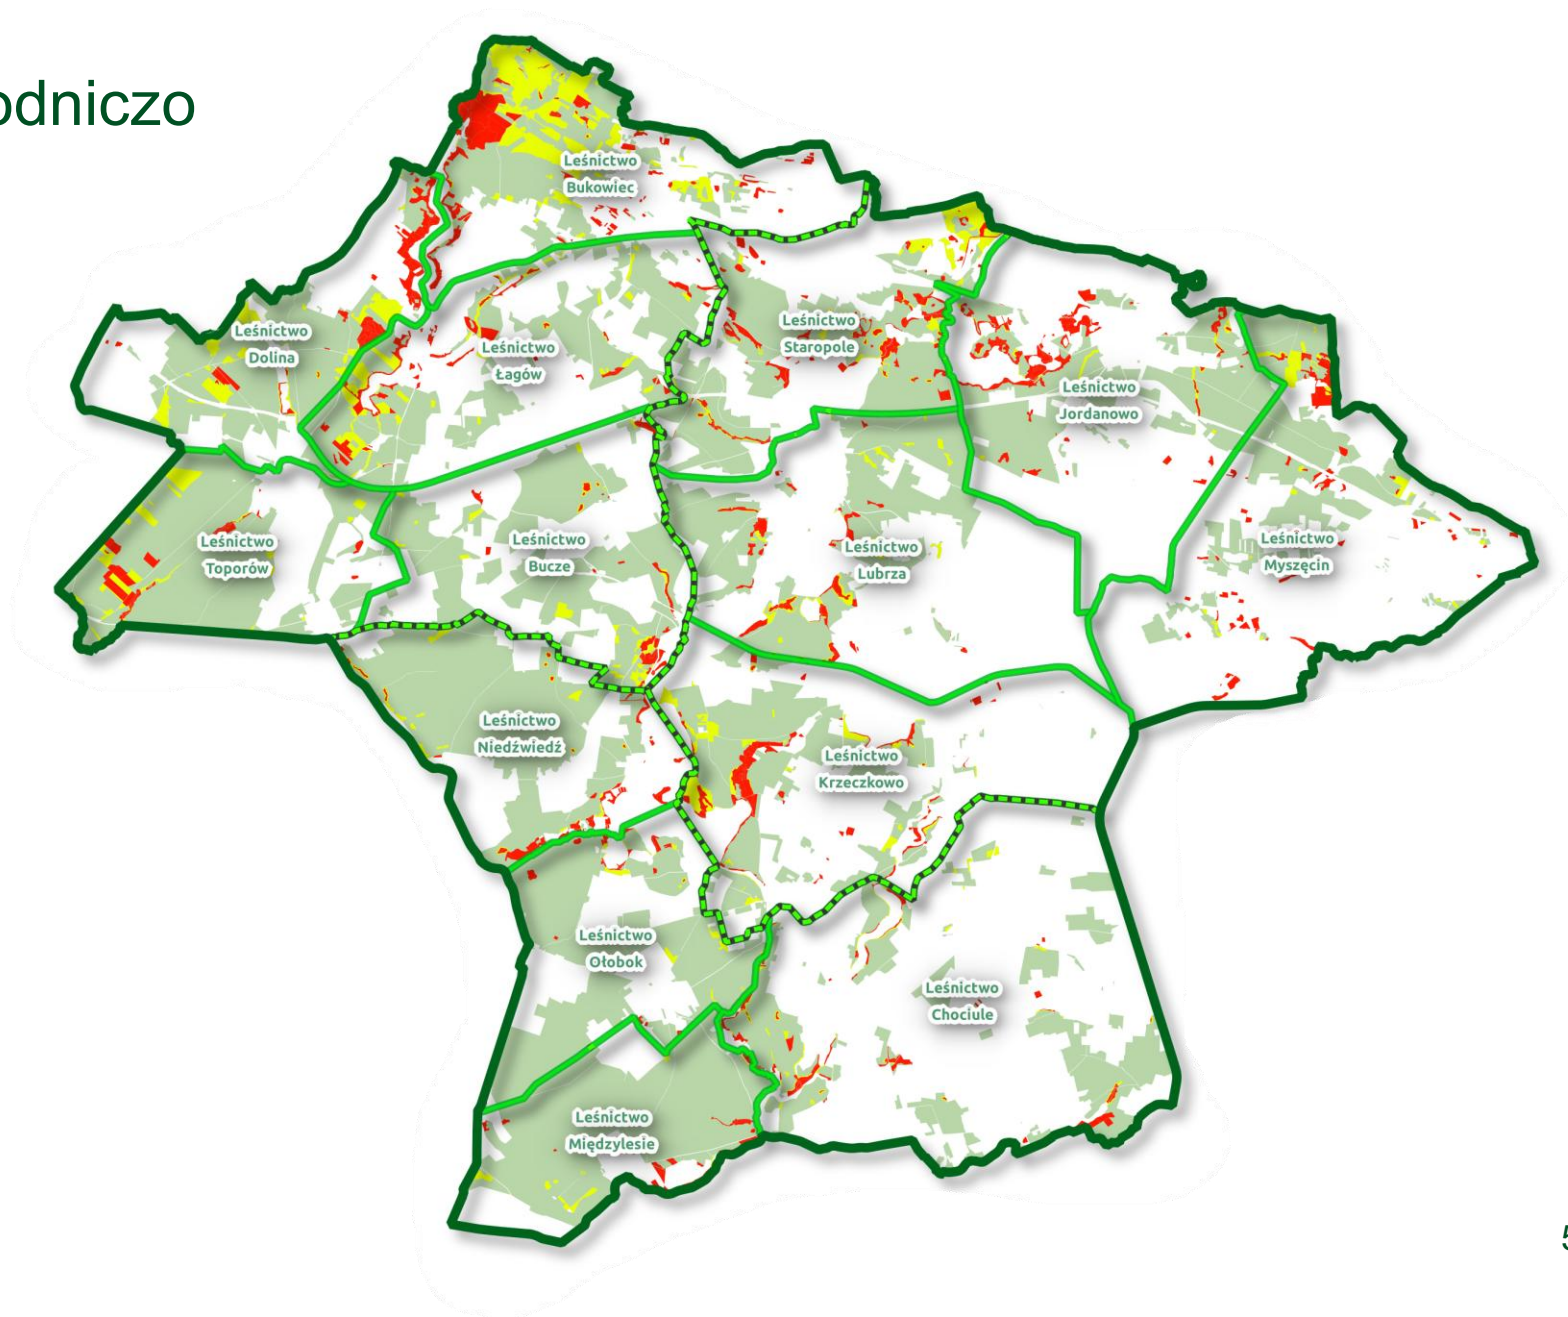 odniczo
Leśnictwo
Bukowiec
Leśnictwo
Dolina
Leśnictwo
Łagów
Leśnictwo
Staropole
Leśnictwo
Jordanowo
Leśnictwo
Toporów
Leśnictwo
Bucze
Leśnictwo
Lubrza
Leśnictwo
Myszęcin
Leśnictwo
Niedźwiedź
Leśnictwo
Krzeczkowo
Leśnictwo
Ołobok
Leśnictwo
Chociule
Leśnictwo
Międzylesie
5